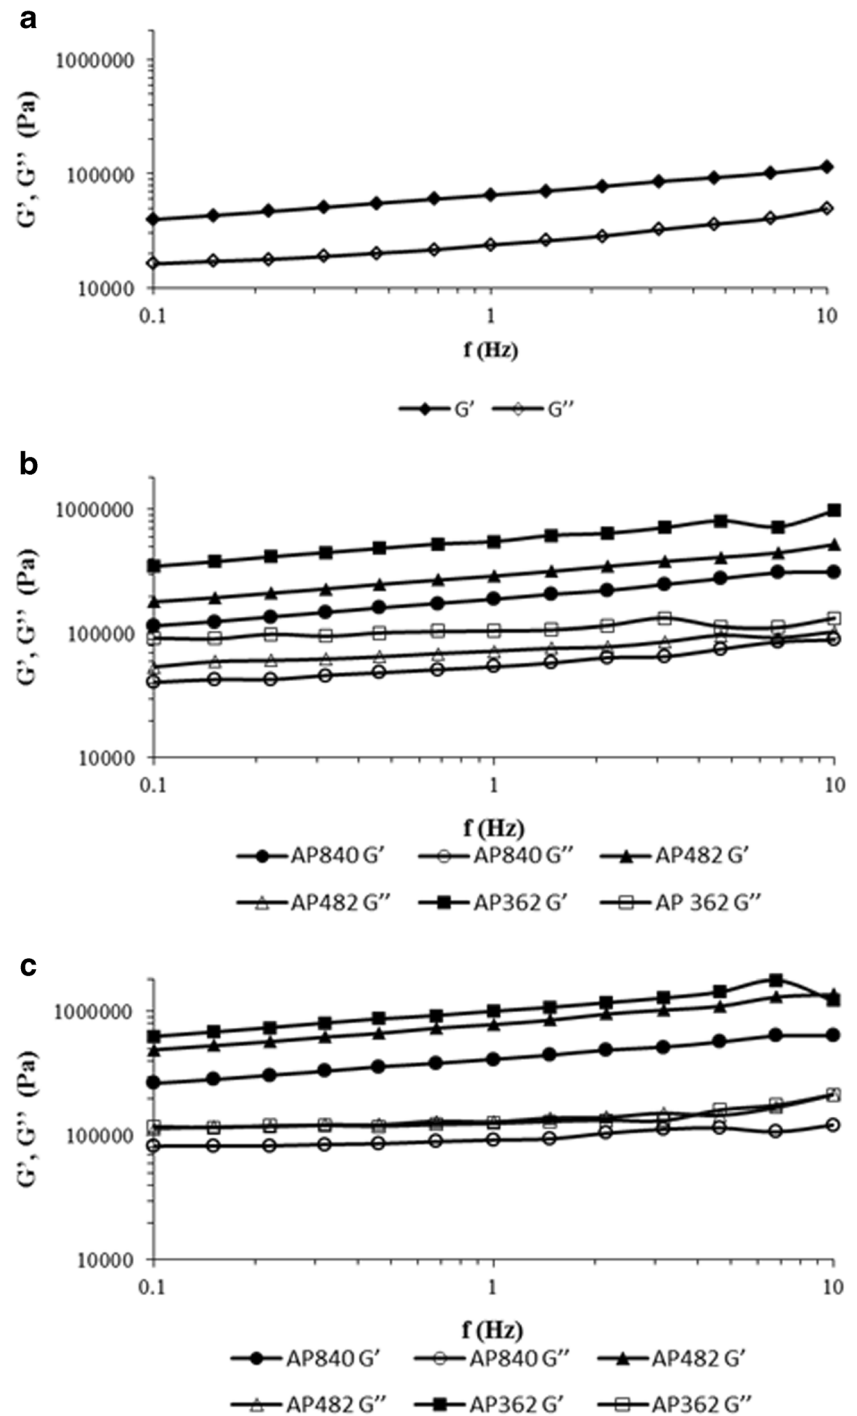 a
1000000
100000
10000
G’, G’’ (Pa)
0.1 1 10
f (Hz)
G’ G’’
b
1000000
100000
10000
G’, G’’ (Pa)
0.1 1 10
f (Hz)
AP840 G’ AP840 G’’ AP482 G’
AP482 G’’ AP362 G’ AP 362 G’’
c
1000000
100000
10000
G’, G’’ (Pa)
0.1 1 10
f (Hz)
AP840 G’ AP840 G’’ AP482 G’
AP482 G’’ AP362 G’ AP362 G’’